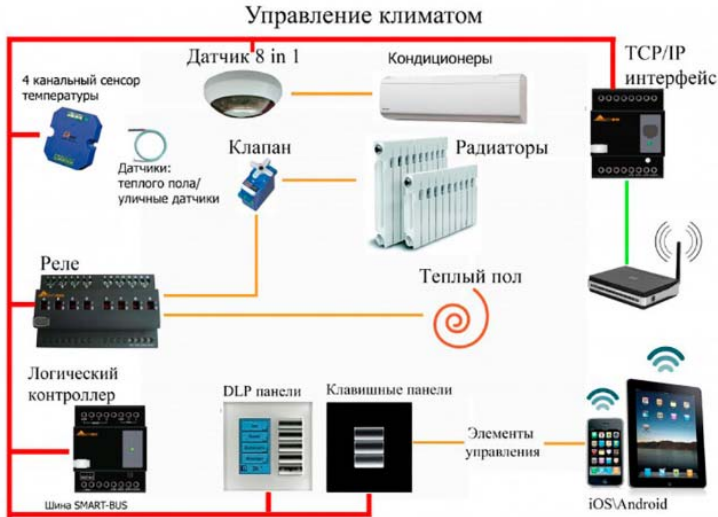 Управление климатом
Датчик 8 in 1
Кондиционеры
TCP/IP
интерфейс
4 канальный сенсор
температуры
Датчики:
теплого пола/
уличные датчики
Клапан
Радиаторы
Реле
Теплый пол
Логический
контроллер
DLP панели
Клавишные панели
Элементы
управления
Шина SMART-BUS
iOS\Android